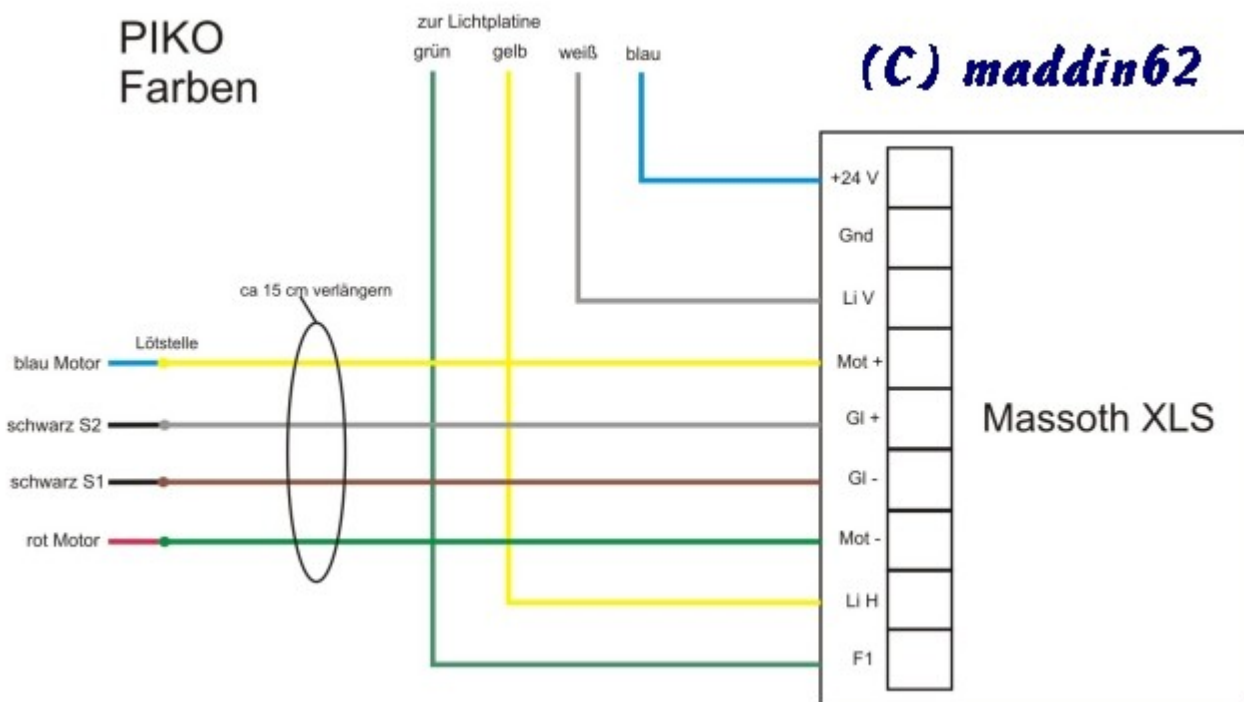 PIKO
Farben
zur Lichtplatine
grün gelb weiß blau
(C) maddin62
+24 V
Gnd
Li V
ca 15 cm verlängern
Lötstelle
blau Motor
Mot +
schwarz S2
Gl +
Massoth XLS
schwarz S1
Gl -
rot Motor
Mot -
Li H
F1